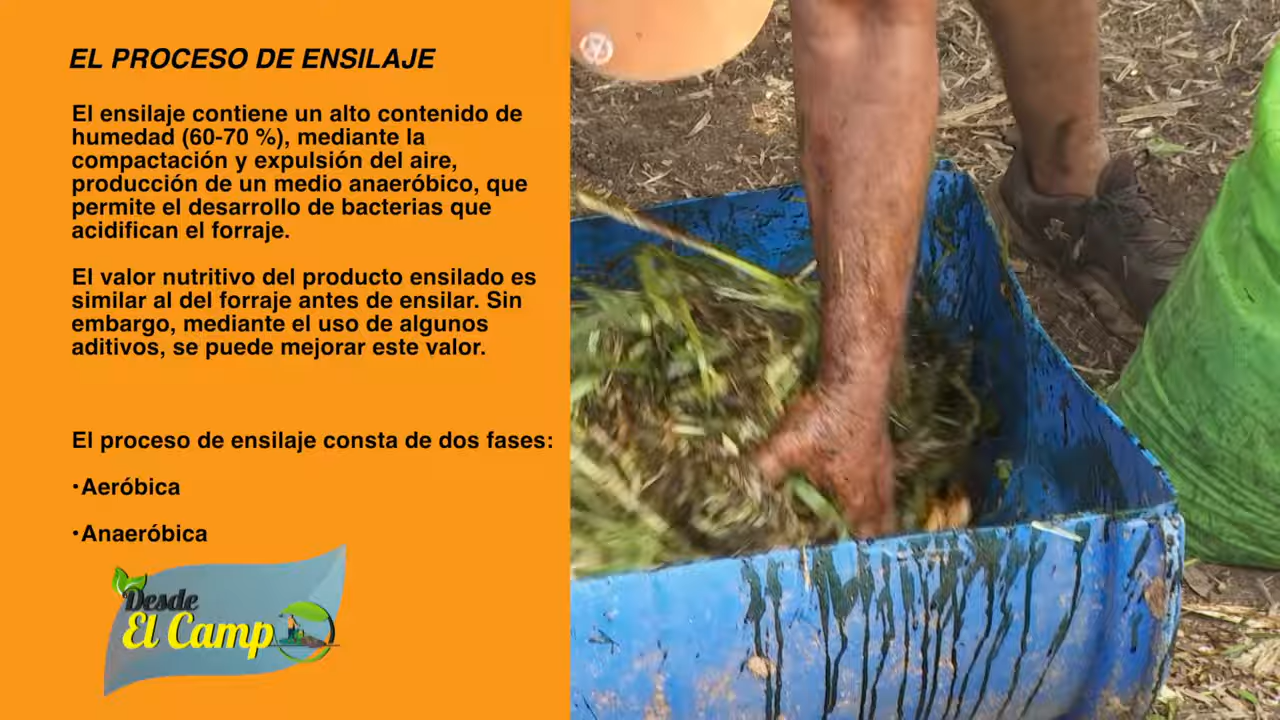 EL PROCESO DE ENSILAJE
El ensilaje contiene un alto contenido de
humedad (60-70 %), mediante la
compactación y expulsión del aire,
producción de un medio anaeróbico, que
permite el desarrollo de bacterias que
acidifican el forraje.
El valor nutritivo del producto ensilado es
similar al del forraje antes de ensilar. Sin
embargo, mediante el uso de algunos
aditivos, se puede mejorar este valor.
El proceso de ensilaje consta de dos fases:
•Aeróbica
•Anaeróbica
Desde
El Camp